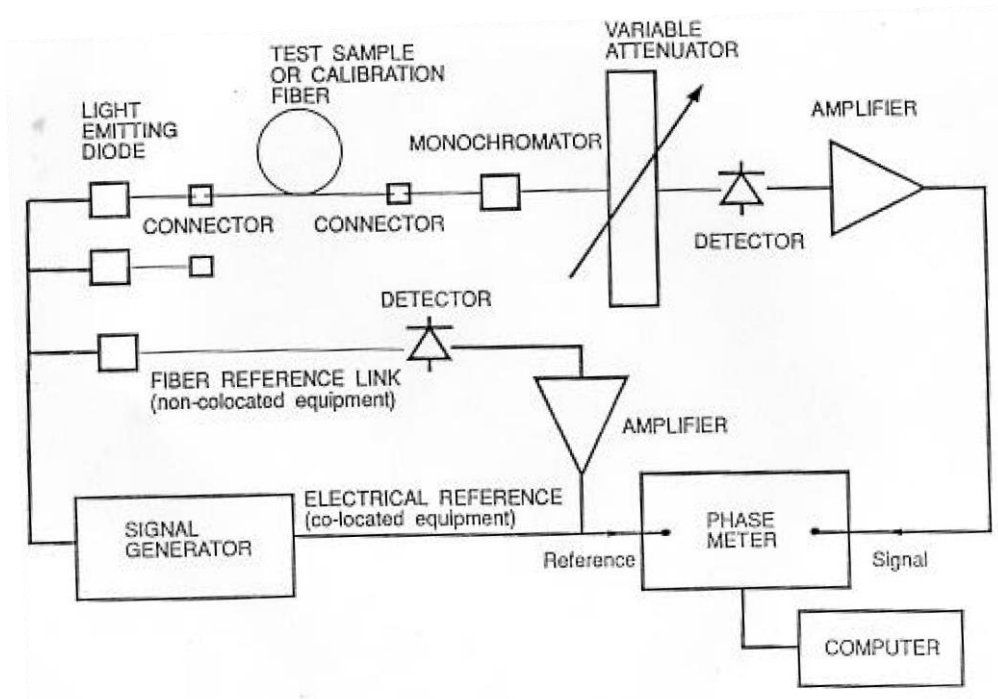 VARIABLE
ATTENUATOR
TEST SAMPLE
OR CALIBRATION
FIBER
LIGHT
EMITTING
DIODE
MONOCHROMATOR
AMPLIFIER
CONNECTOR
CONNECTOR
DETECTOR
DETECTOR
FIBER REFERENCE LINK
(non-colocated equipment)
AMPLIFIER
ELECTRICAL REFERENCE
(co-located equipment)
SIGNAL
GENERATOR
PHASE
METER
Reference
Signal
COMPUTER